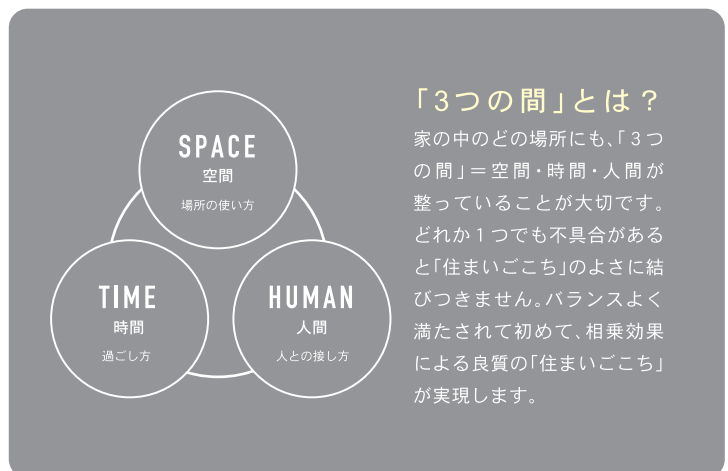 SPACE
空間
場所の使い方
TIME
時間
過ごし方
HUMAN
人間
人との接し方
「3つの間」とは？
家の中のどの場所にも、「3つ
の間」＝空間・時間・人間が
整っていることが大切です。
どれか1つでも不具合がある
と「住まいごこち」のよさに結
びつきません。バランスよく
満たされて初めて、相乗効果
による良質の「住まいごこち」
が実現します。